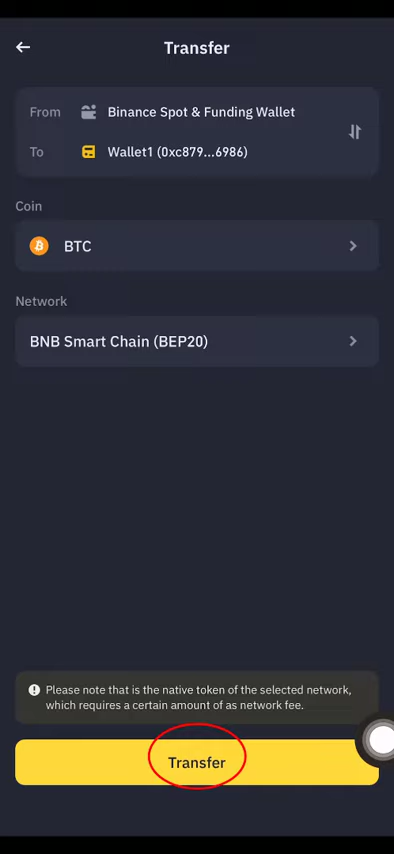 Transfer
From Binance Spot & Funding Wallet
To Wallet1 (0xc879...6986)
Coin
BTC
Network
BNB Smart Chain (BEP20)
Please note that is the native token of the selected network,
which requires a certain amount of as network fee.
Transfer